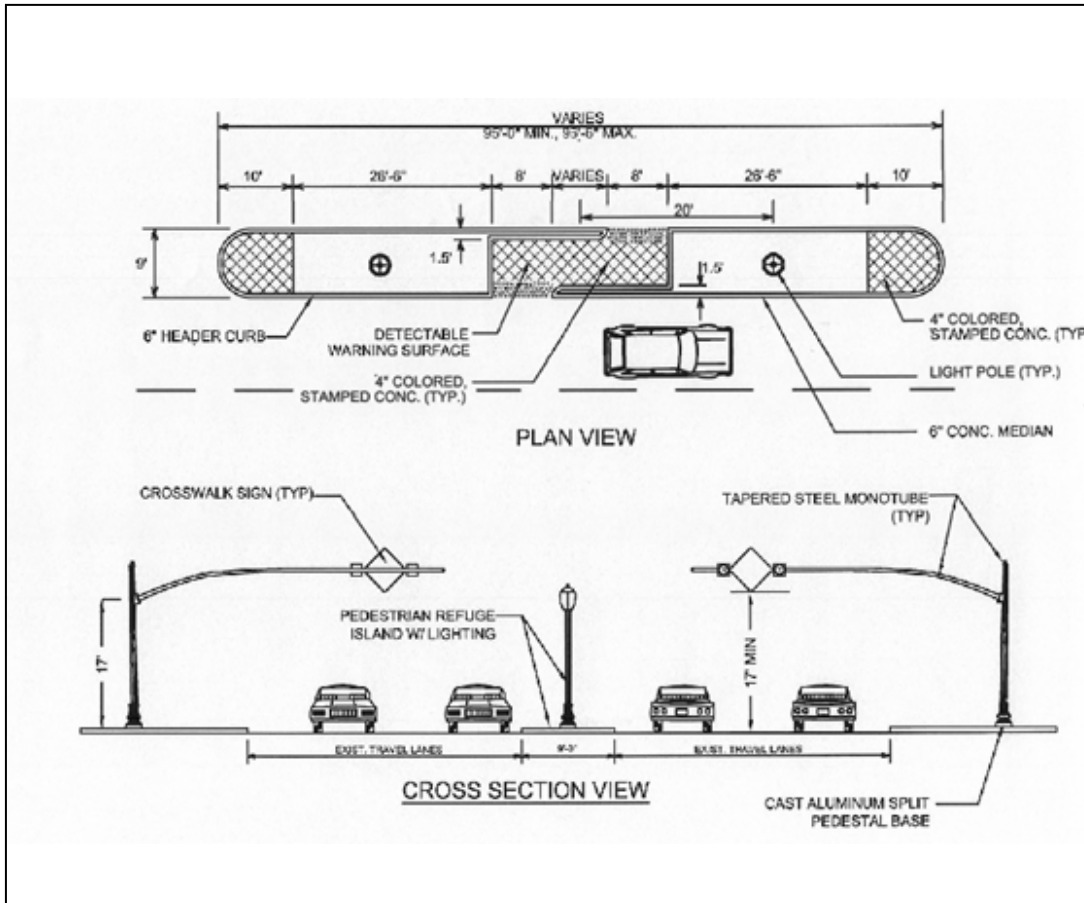 VARIES
95'-0" MIN., 95'-6" MAX.
10'
26'-6"
8'
VARIES
8'
26'-6"
10'
20'
1.5'
1.5'
6" HEADER CURB
DETECTABLE
WARNING SURFACE
4" COLORED,
STAMPED CONC. (TYP.)
4" COLORED,
STAMPED CONC. (TYP
LIGHT POLE (TYP.)
6" CONC. MEDIAN
PLAN VIEW
CROSSWALK SIGN (TYP)
TAPERED STEEL MONOTUBE
(TYP)
PEDESTRIAN REFUGE
ISLAND W/ LIGHTING
17'
17' MIN
EXIST. TRAVEL LANES
EXIST. TRAVEL LANES
CROSS SECTION VIEW
CAST ALUMINUM SPLIT
PEDESTAL BASE